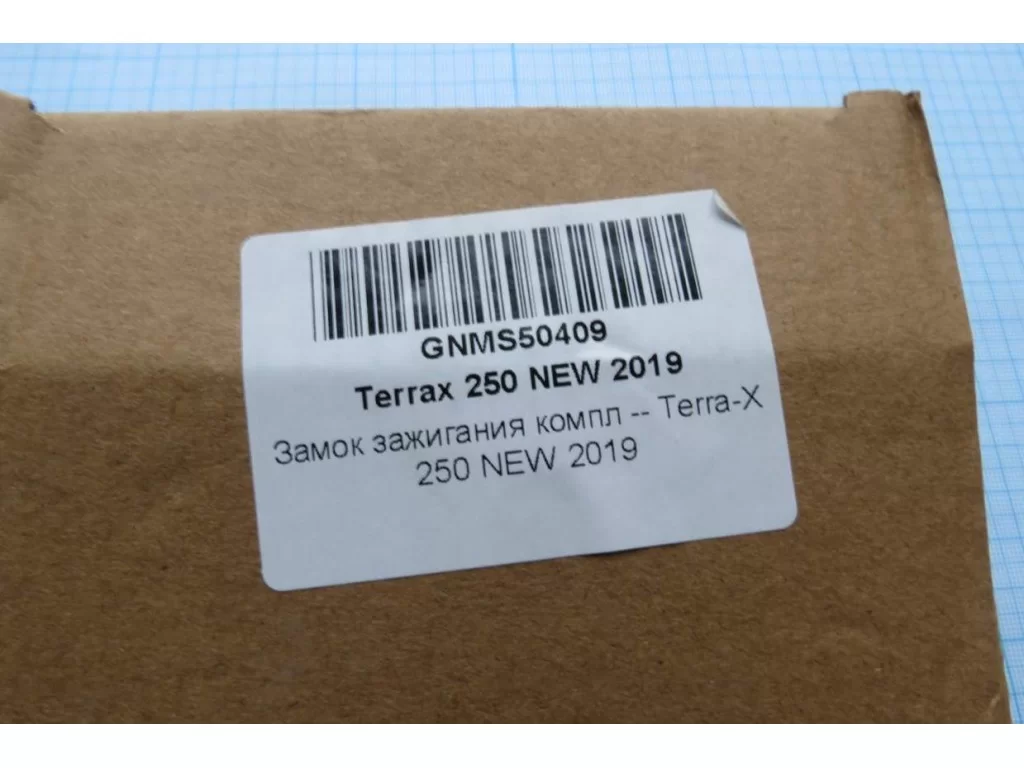 GNMS50409
Terrax 250 NEW 2019
Замок зажигания компл -- Terra-X
250 NEW 2019